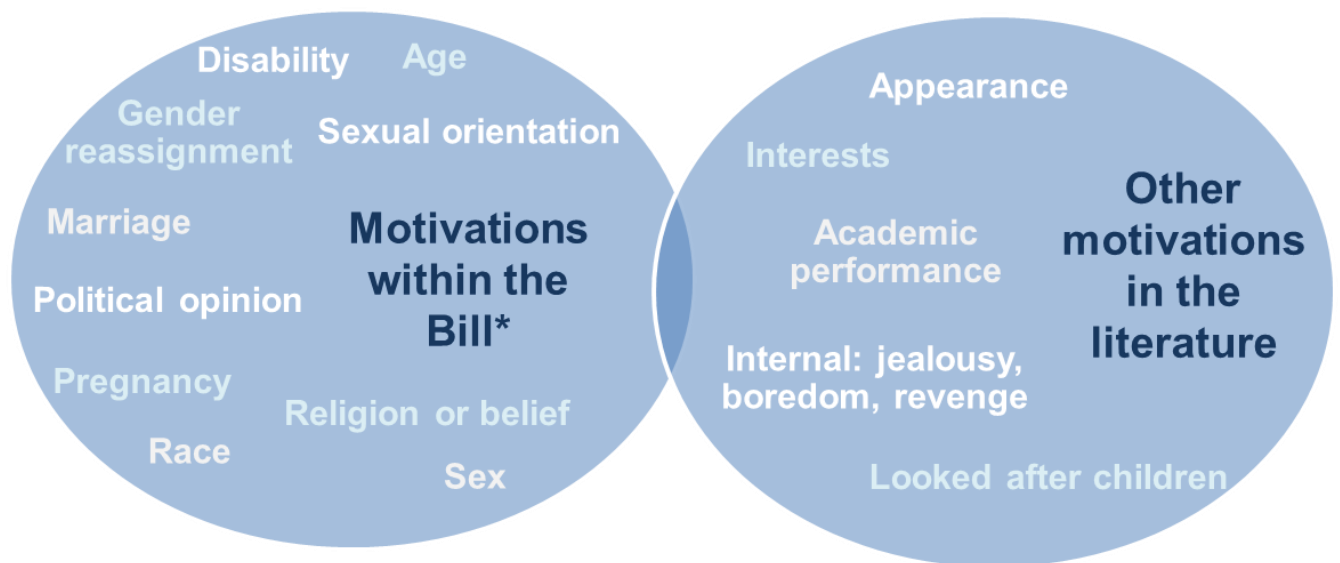 Disability
Age
Gender
reassignment
Sexual orientation
Marriage
Motivations
within the
Bill*
Political opinion
Pregnancy
Religion or belief
Race
Sex
Appearance
Interests
Academic
performance
Other
motivations
in the
literature
Internal: jealousy,
boredom, revenge
Looked after children